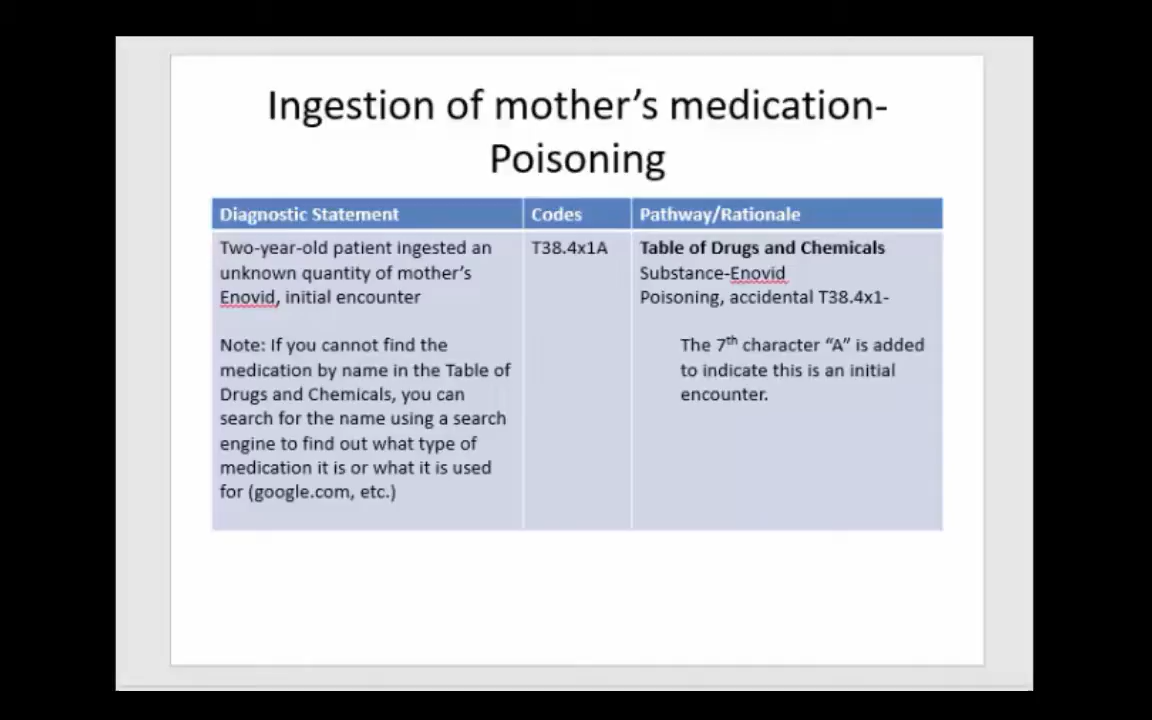 Ingestion of mother's medication-
Poisoning
Diagnostic Statement
Codes
Pathway/Rationale
Two-year-old patient ingested an
unknown quantity of mother's
Enovid, initial encounter
Note: If you cannot find the
medication by name in the Table of
Drugs and Chemicals, you can
search for the name using a search
engine to find out what type of
medication it is or what it is used
for (google.com, etc.)
T38.4x1A
Table of Drugs and Chemicals
Substance-Enovid
Poisoning, accidental T38.4x1-
The 7th character "A" is added
to indicate this is an initial
encounter.